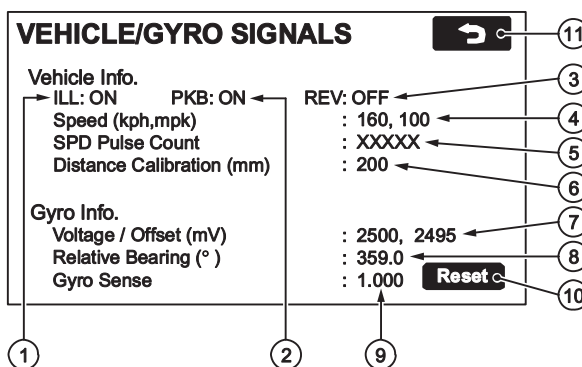 VEHICLE/GYRO SIGNALS
11
Vehicle Info.
ILL: ON PKB: ON REV: OFF
3
Speed (kph,mpk) : 160, 100
4
SPD Pulse Count : XXXXX
5
Distance Calibration (mm) : 200
6
Gyro Info.
Voltage / Offset (mV) : 2500, 2495
7
Relative Bearing (° ) : 359.0
8
Gyro Sense : 1.000 Reset
10
1 2 9